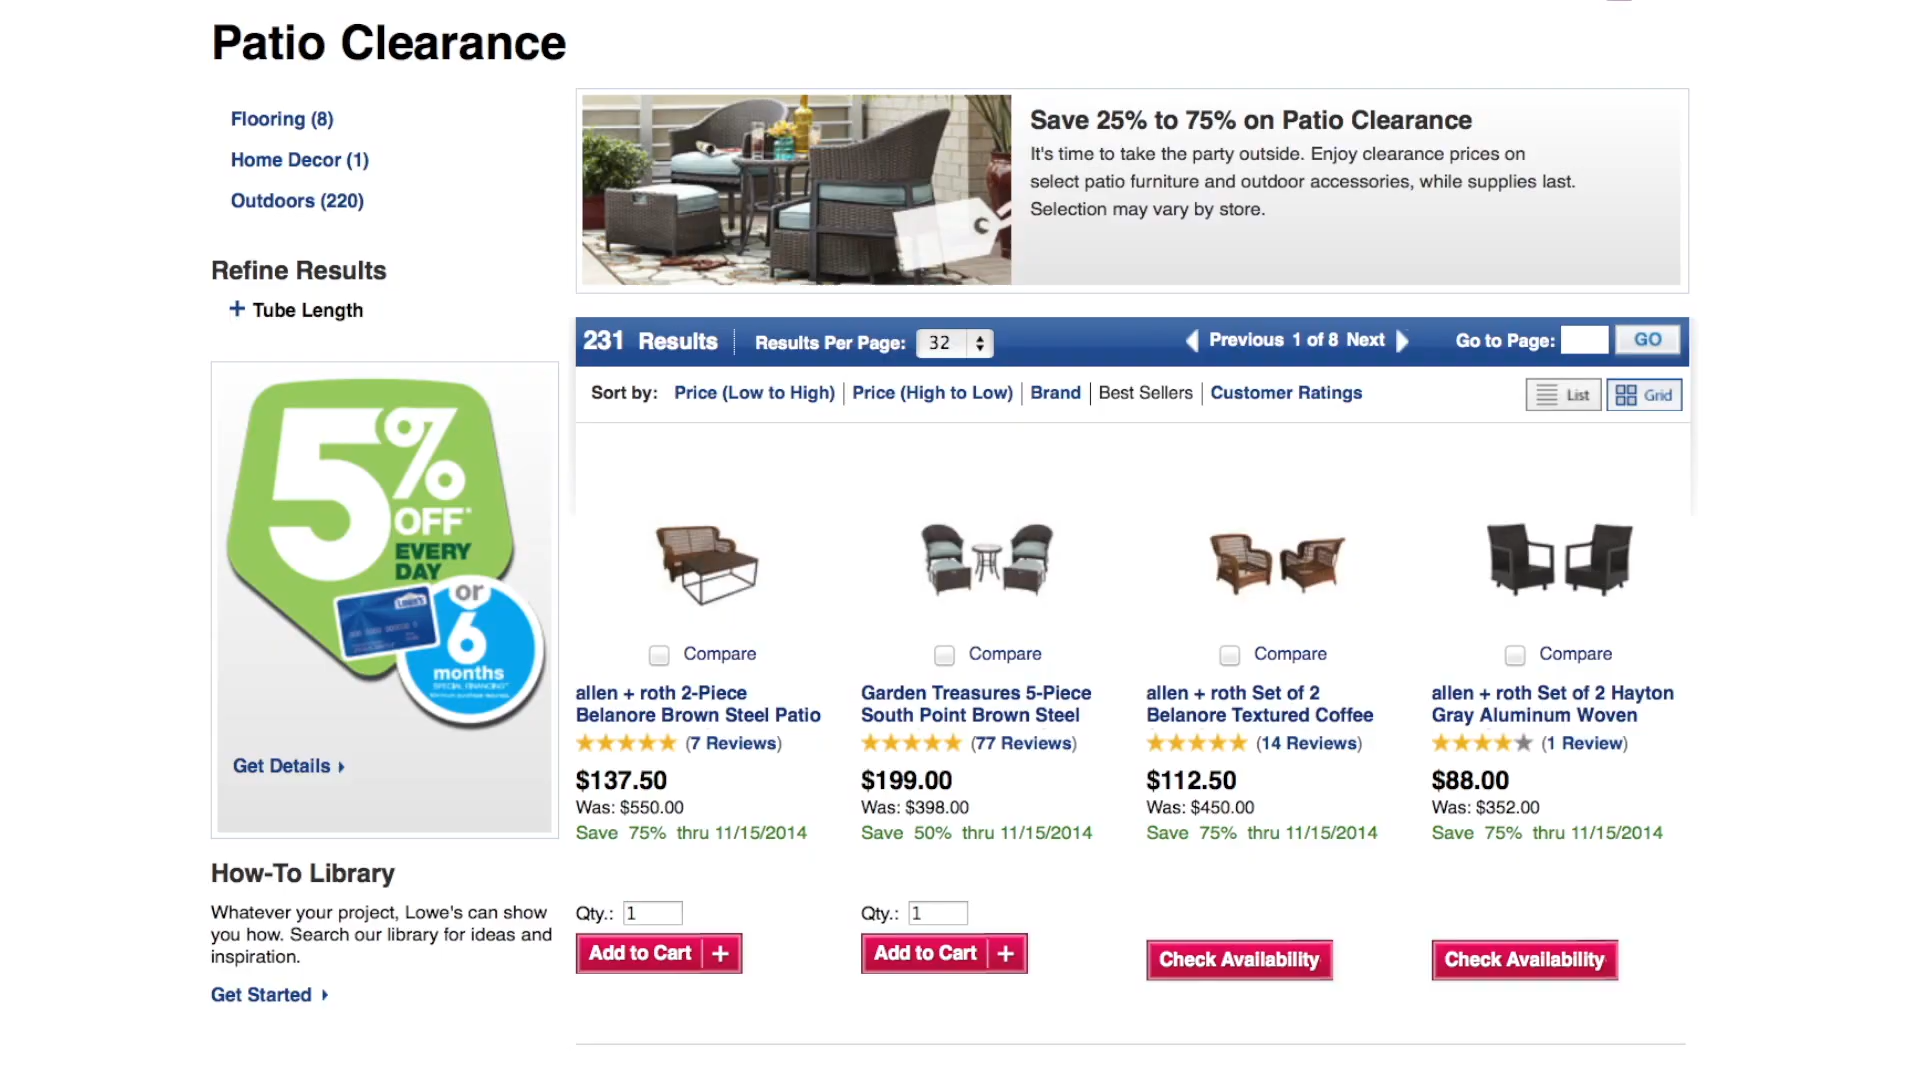 Patio Clearance
Flooring (8)
Home Decor (1)
Outdoors (220)
Refine Results
+ Tube Length
5% OFF*
EVERY
DAY
or
6
months
SPECIAL FINANCING
LOWE'S
Get Details
How-To Library
Whatever your project, Lowe's can show
you how. Search our library for ideas and
inspiration.
Get Started
Save 25% to 75% on Patio Clearance
It's time to take the party outside. Enjoy clearance prices on
select patio furniture and outdoor accessories, while supplies last.
Selection may vary by store.
231 Results Results Per Page: 32 Previous 1 of 8 Next Go to Page: GO
Sort by: Price (Low to High) Price (High to Low) Brand Best Sellers Customer Ratings List Grid
Compare
allen + roth 2-Piece
Belanore Brown Steel Patio
(7 Reviews)
$137.50
Was: $550.00
Save 75% thru 11/15/2014
Qty.: 1
Add to Cart +
Compare
Garden Treasures 5-Piece
South Point Brown Steel
(77 Reviews)
$199.00
Was: $398.00
Save 50% thru 11/15/2014
Qty.: 1
Add to Cart +
Compare
allen + roth Set of 2
Belanore Textured Coffee
(14 Reviews)
$112.50
Was: $450.00
Save 75% thru 11/15/2014
Check Availability
Compare
allen + roth Set of 2 Hayton
Gray Aluminum Woven
(1 Review)
$88.00
Was: $352.00
Save 75% thru 11/15/2014
Check Availability